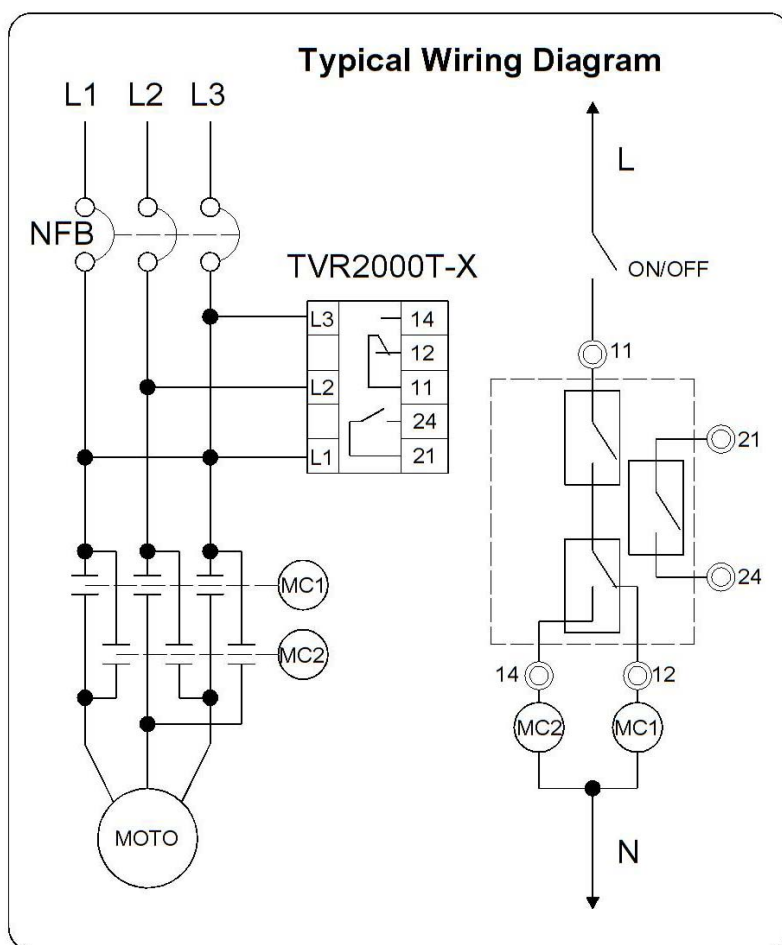 Typical Wiring Diagram
L1 L2 L3
L
NFB
ON/OFF
TVR2000T-X
L3 14
12
L2 11
24
L1 21
11
21
24
MC1
MC2
14 12
MC2 MC1
MOTO
N